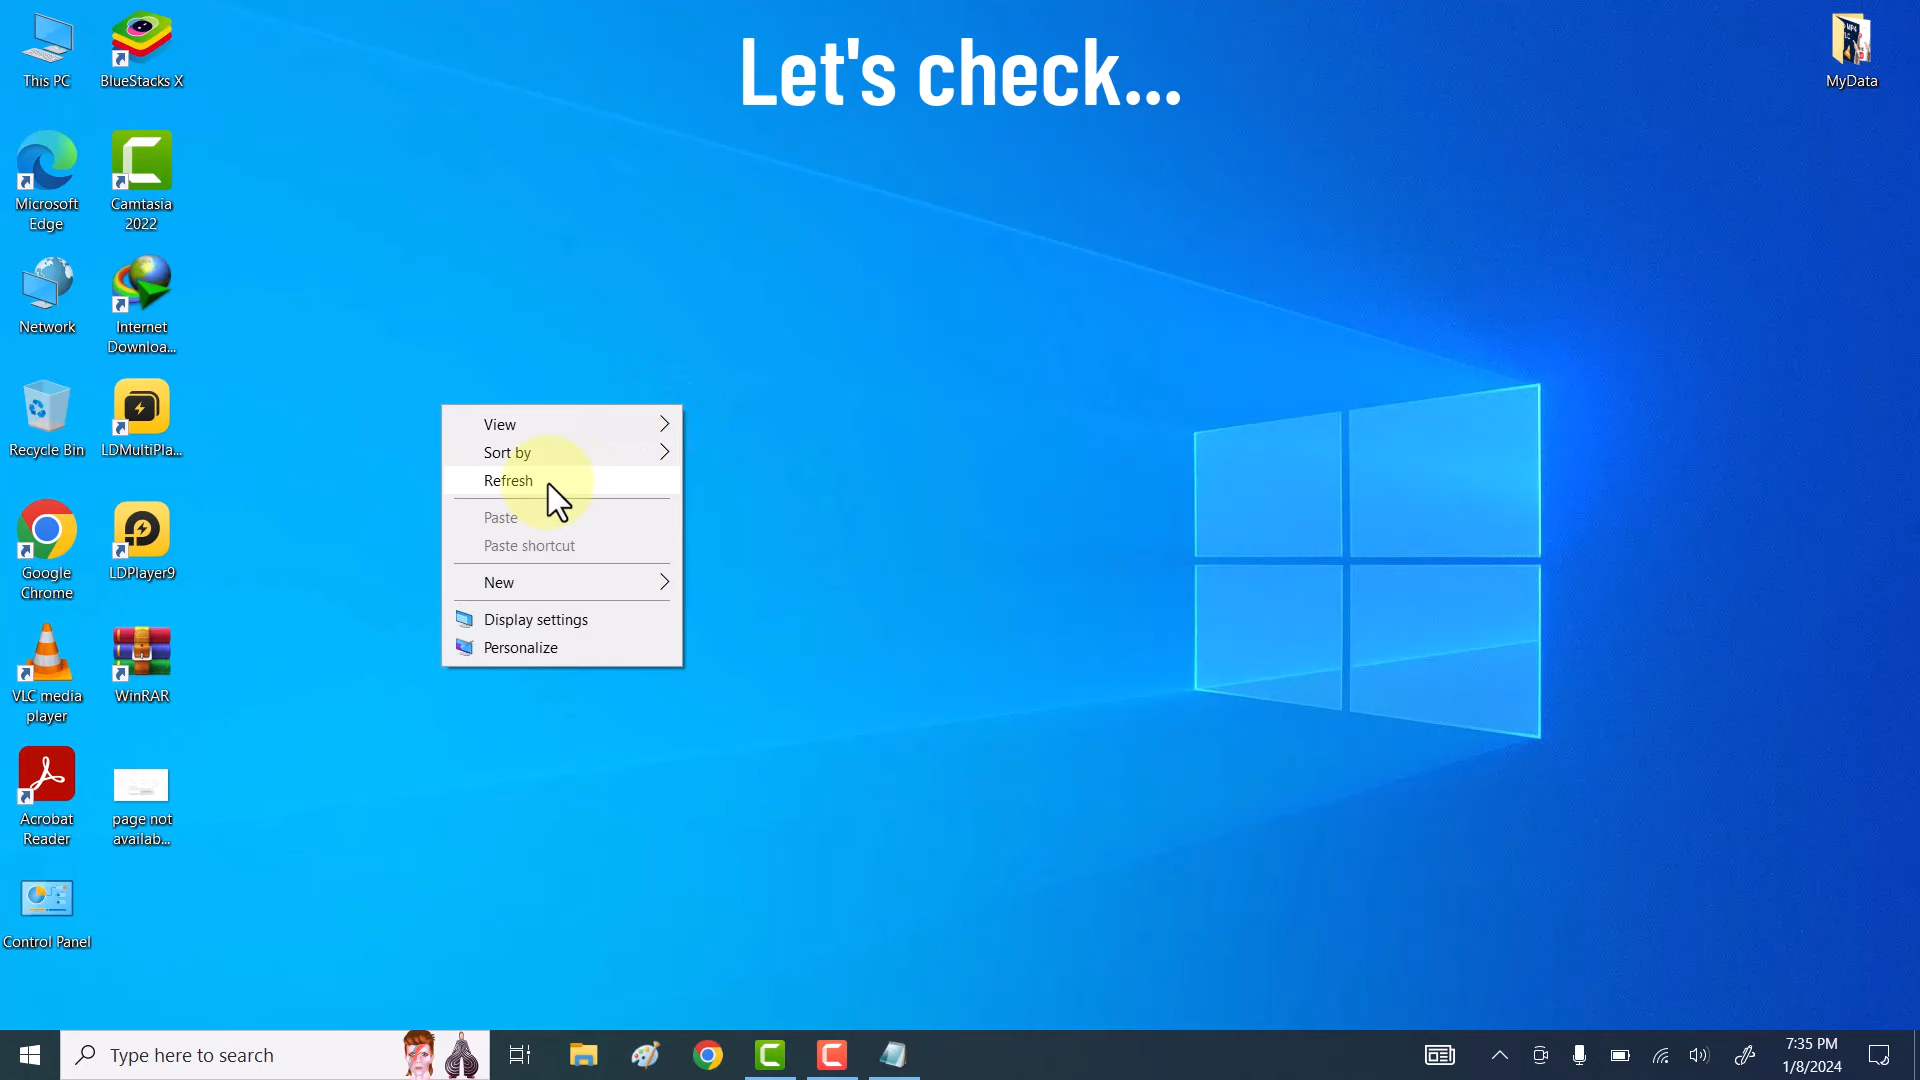 Let's check...
This PC
BlueStacks X
MyData
Microsoft
Edge
Camtasia
2022
Network
Internet
Downloa...
Recycle Bin
LDMultiPla...
Google
Chrome
LDPlayer9
VLC media
player
WinRAR
Acrobat
Reader
page not
availab...
Control Panel
View
Sort by
Refresh
Paste
Paste shortcut
New
Display settings
Personalize
Type here to search
7:35 PM
1/8/2024